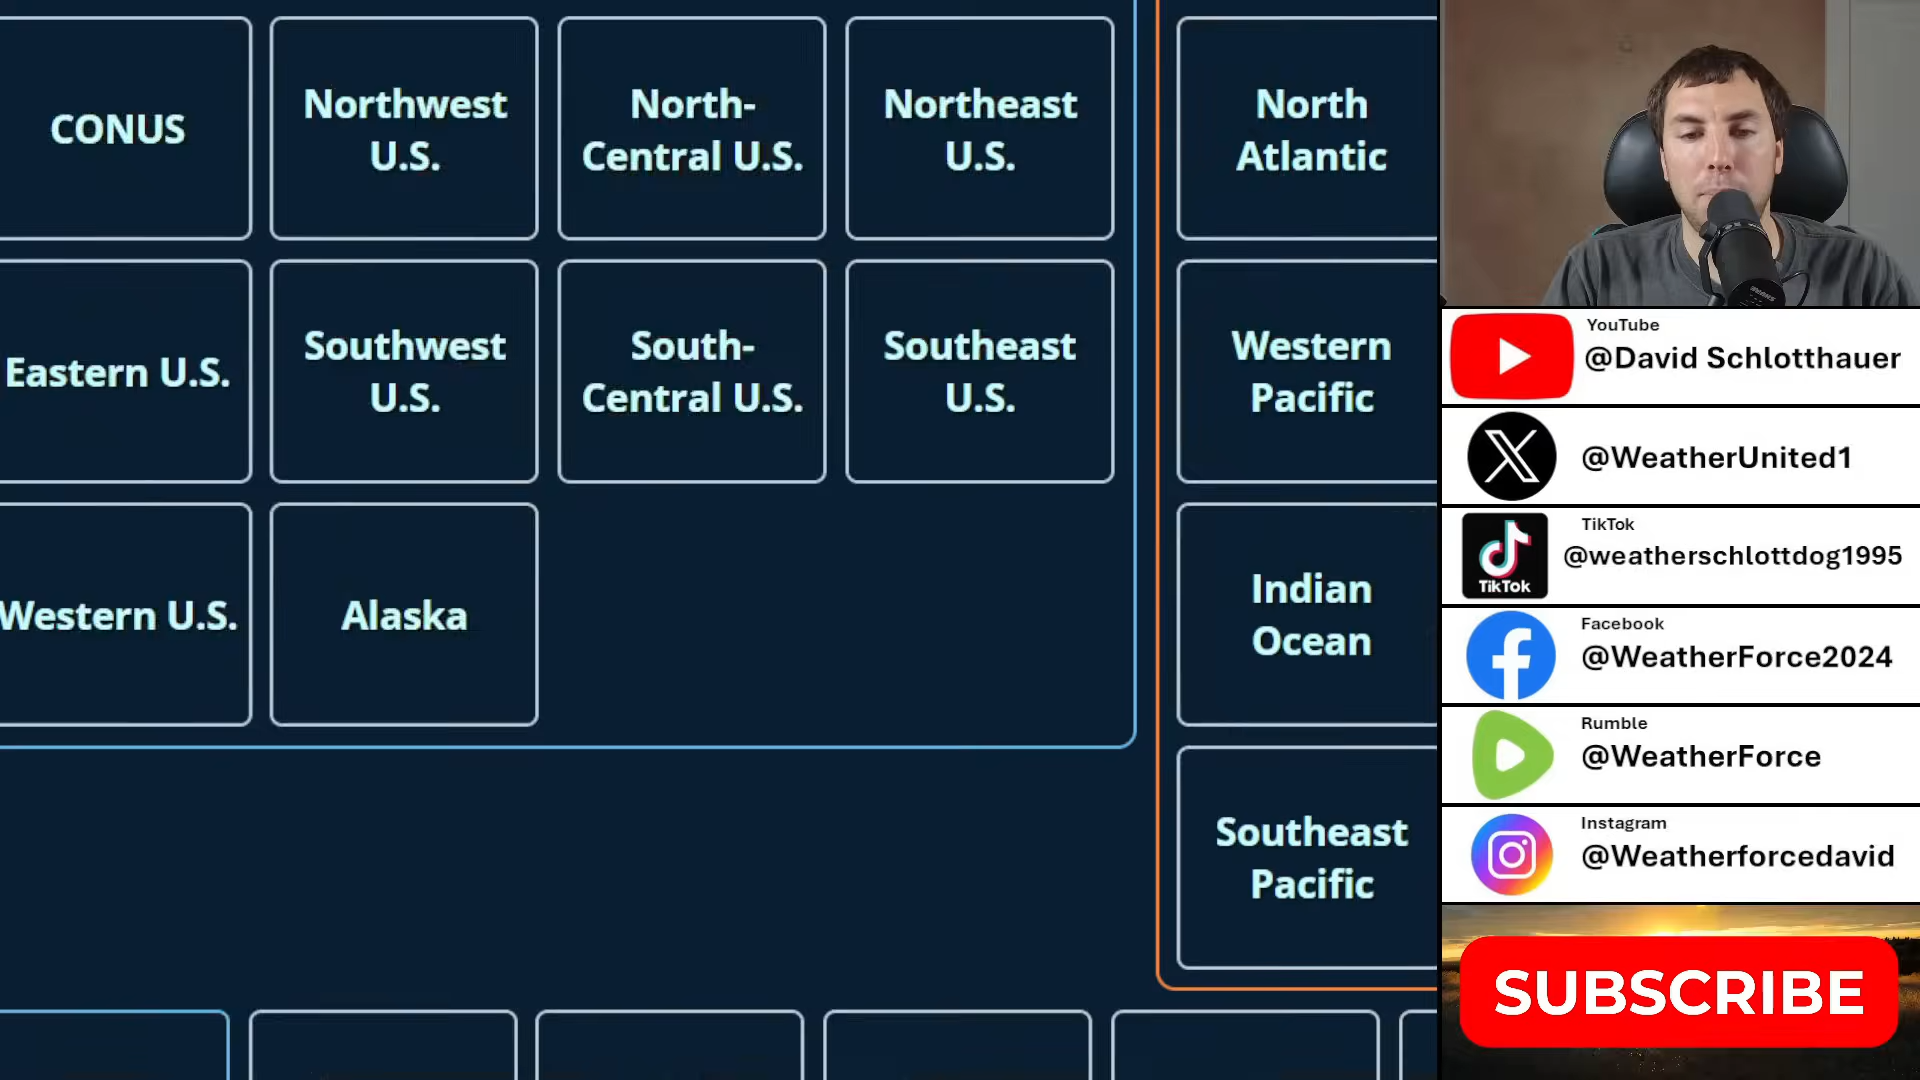 CONUS
Northwest
U.S.
North-
Central U.S.
Northeast
U.S.
North
Atlantic
Eastern U.S.
Southwest
U.S.
South-
Central U.S.
Southeast
U.S.
Western
Pacific
Western U.S.
Alaska
Indian
Ocean
Southeast
Pacific
YouTube
@David Schlotthauer
@WeatherUnited1
TikTok
TikTok
@weatherschlottdog1995
Facebook
@WeatherForce2024
Rumble
@WeatherForce
Instagram
@Weatherforcedavid
SUBSCRIBE